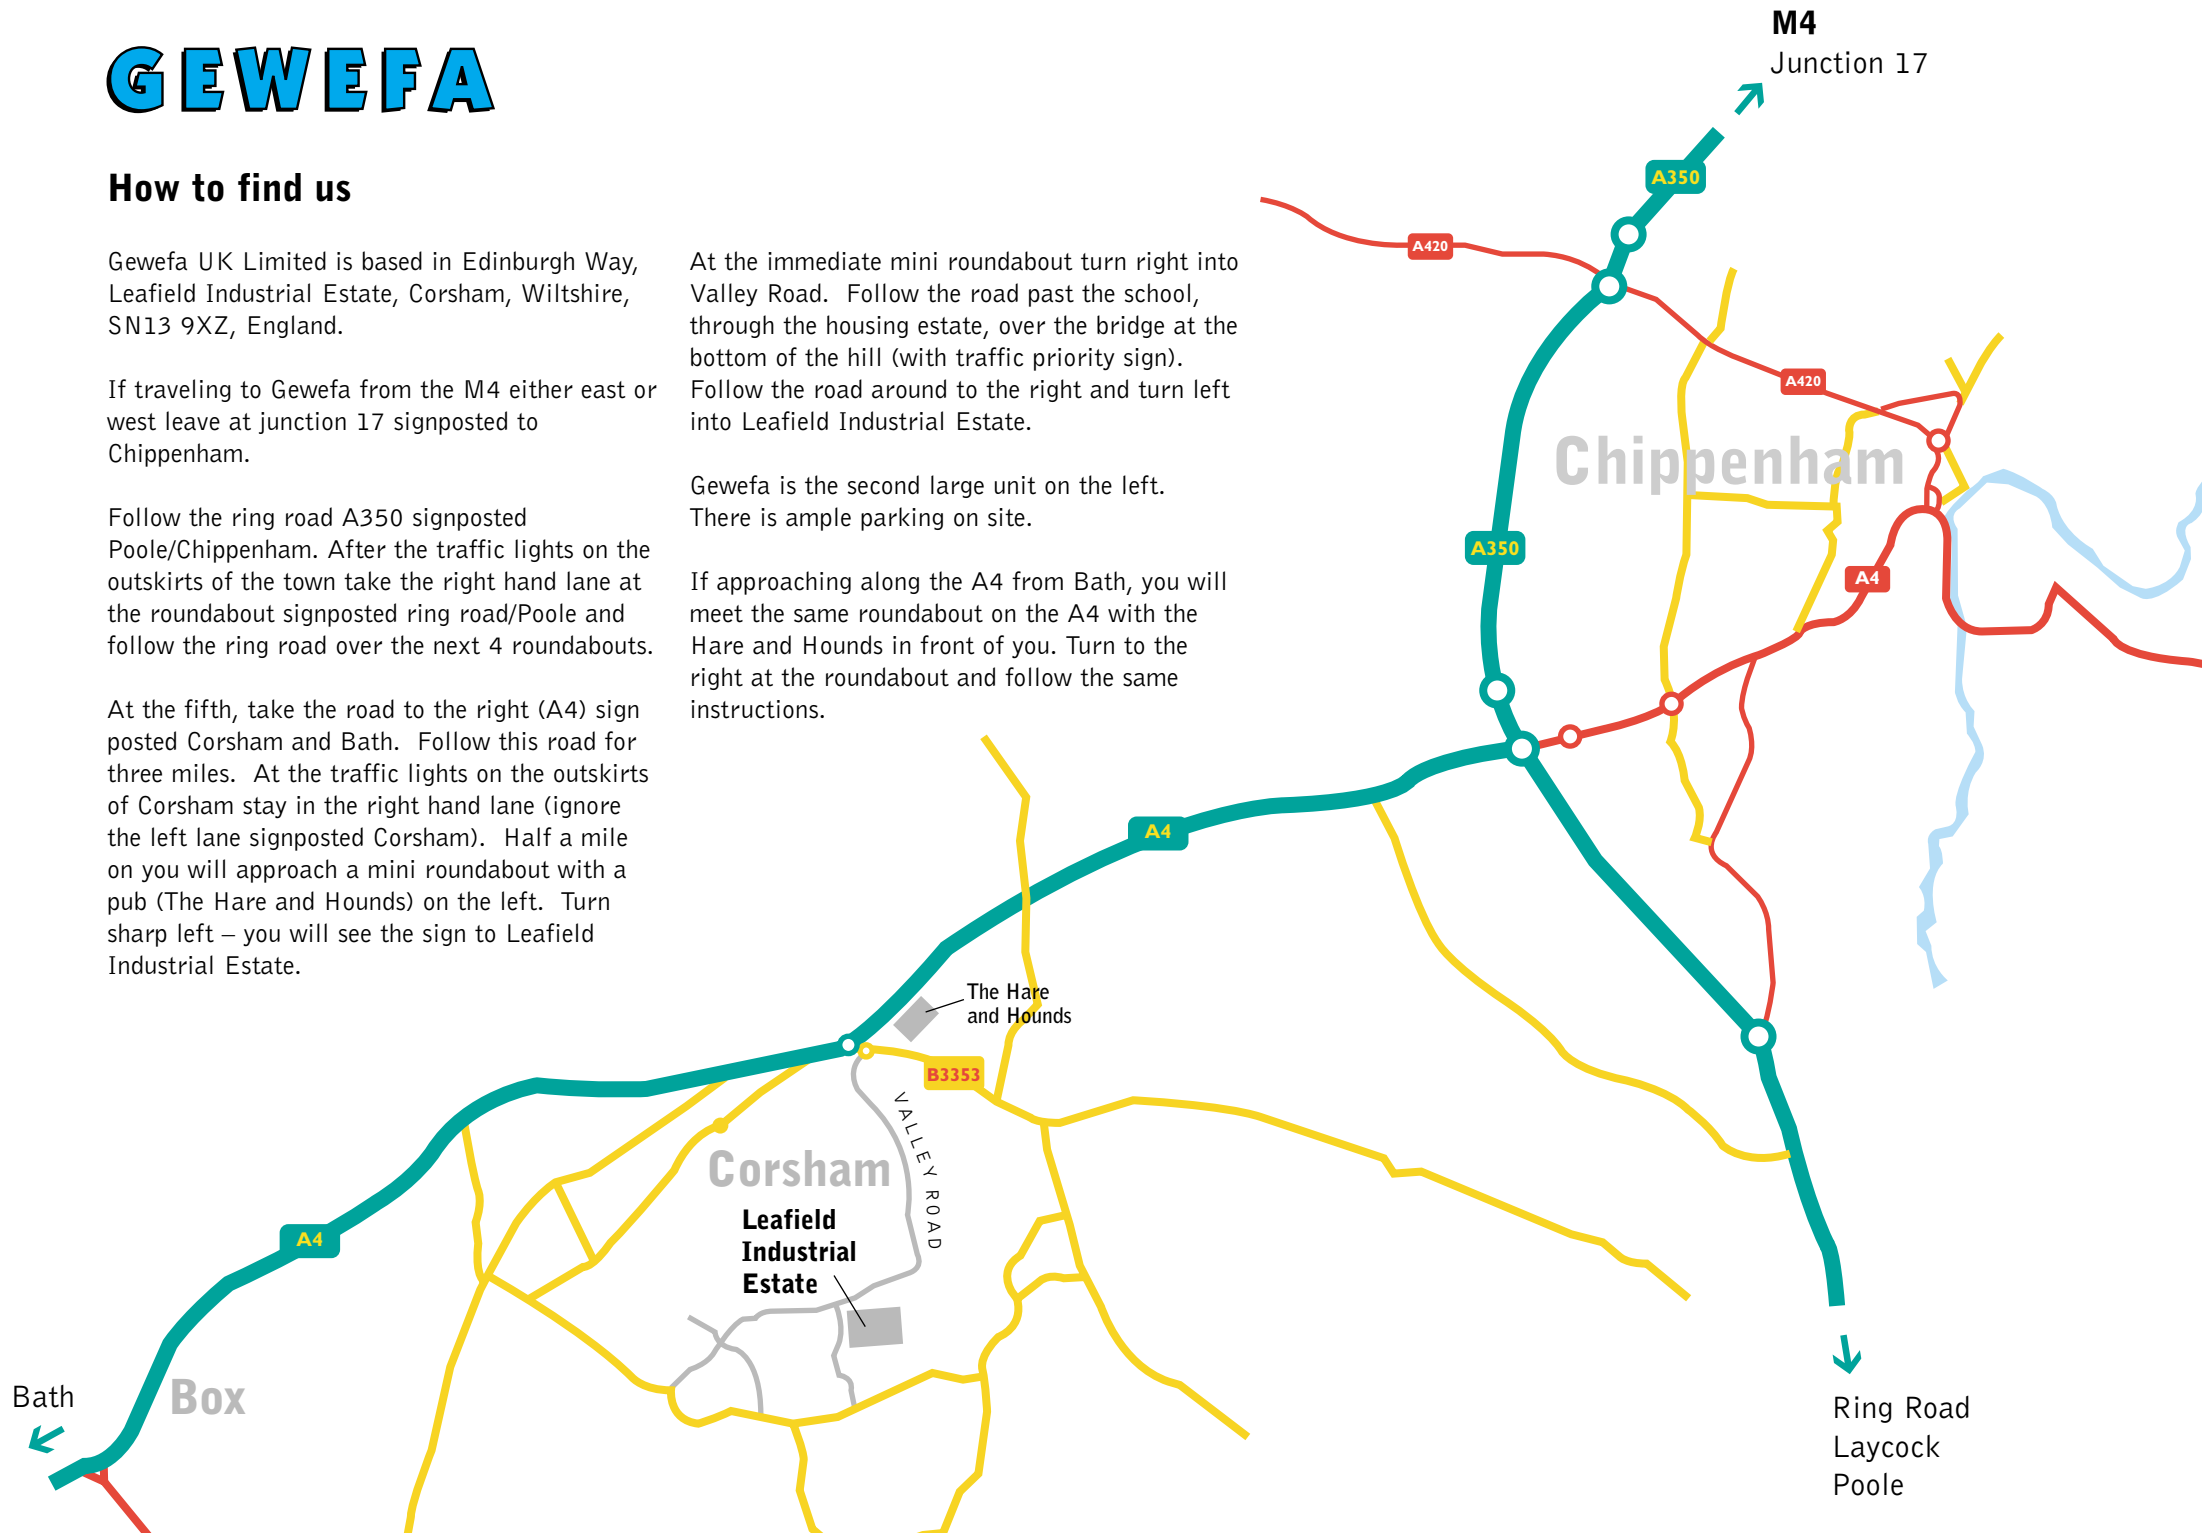 GEWEFA
How to find us
Gewefa UK Limited is based in Edinburgh Way,
Leafield Industrial Estate, Corsham, Wiltshire,
SN13 9XZ, England.
If traveling to Gewefa from the M4 either east or
west leave at junction 17 signposted to
Chippenham.
Follow the ring road A350 signposted
Poole/Chippenham. After the traffic lights on the
outskirts of the town take the right hand lane at
the roundabout signposted ring road/Poole and
follow the ring road over the next 4 roundabouts.
At the fifth, take the road to the right (A4) sign
posted Corsham and Bath.  Follow this road for
three miles.  At the traffic lights on the outskirts
of Corsham stay in the right hand lane (ignore
the left lane signposted Corsham).  Half a mile
on you will approach a mini roundabout with a
pub (The Hare and Hounds) on the left.  Turn
sharp left – you will see the sign to Leafield
Industrial Estate.
At the immediate mini roundabout turn right into
Valley Road.  Follow the road past the school,
through the housing estate, over the bridge at the
bottom of the hill (with traffic priority sign).
Follow the road around to the right and turn left
into Leafield Industrial Estate.
Gewefa is the second large unit on the left.
There is ample parking on site.
If approaching along the A4 from Bath, you will
meet the same roundabout on the A4 with the
Hare and Hounds in front of you. Turn to the
right at the roundabout and follow the same
instructions.
M4
Junction 17
A350
A420
A420
Chippenham
A350
A4
A4
The Hare
and Hounds
B3353
VALLEY ROAD
Corsham
Leafield
Industrial
Estate
A4
Box
Bath
Ring Road
Laycock
Poole